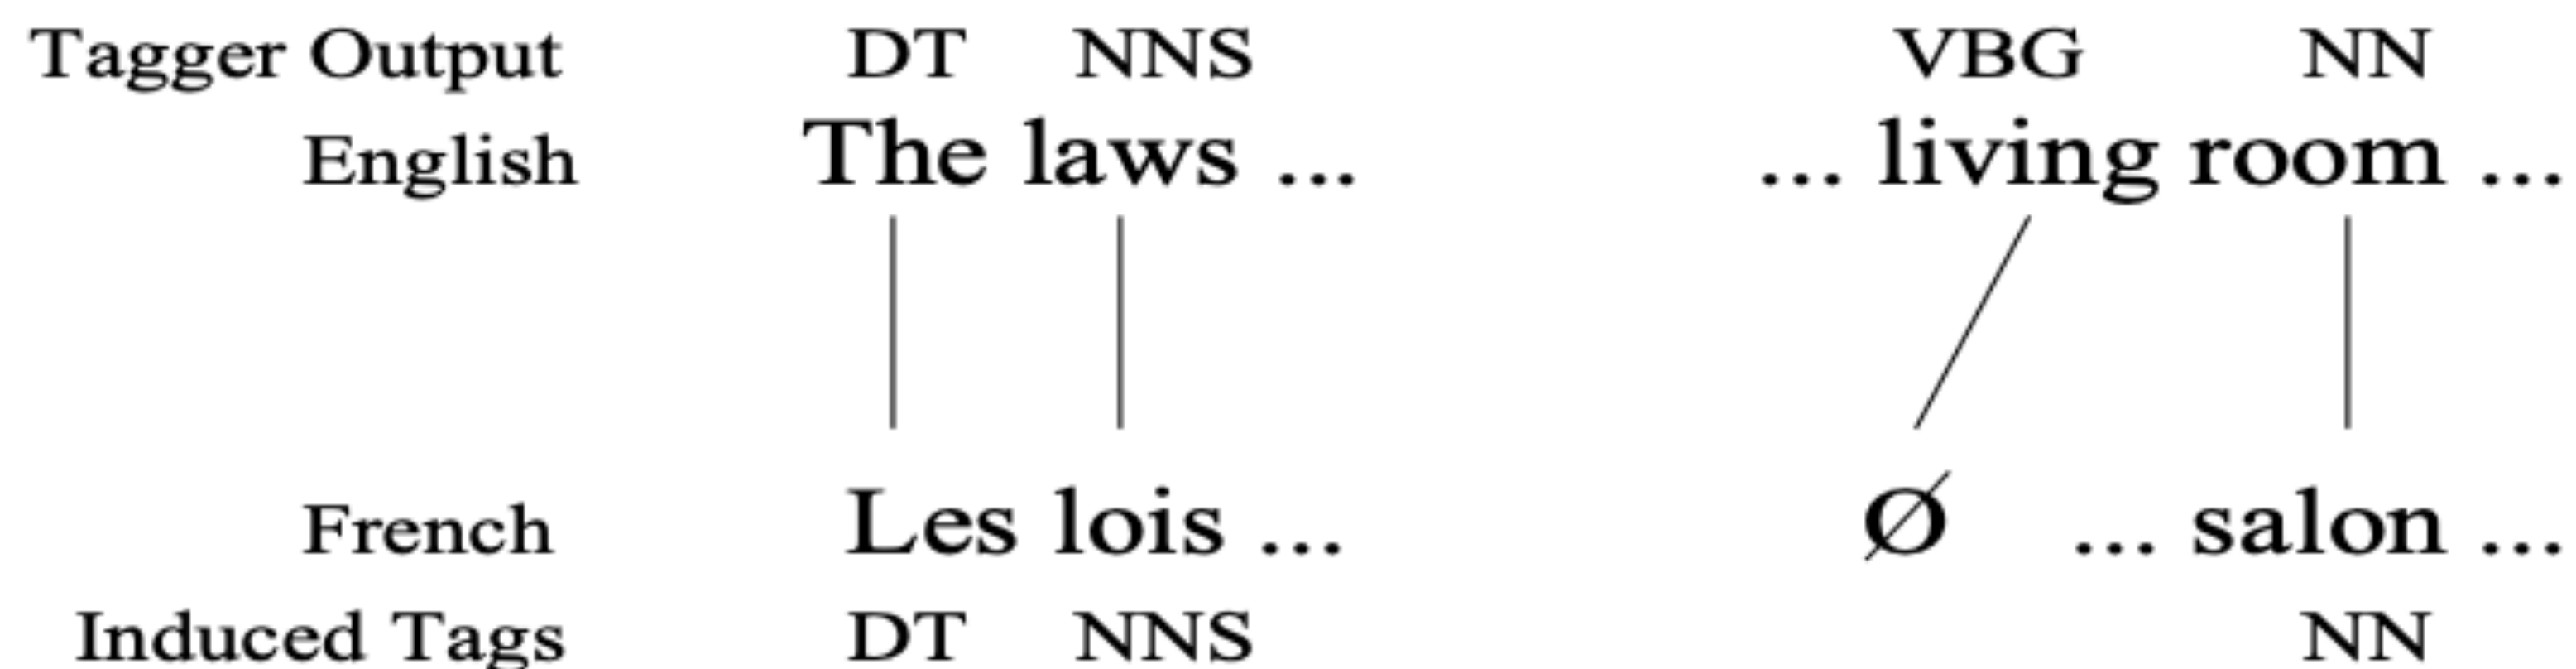 Tagger Output DT NNS VBG NN
English The laws ... ... living room ...
French Les lois ... Ø ... salon ...
Induced Tags DT NNS NN